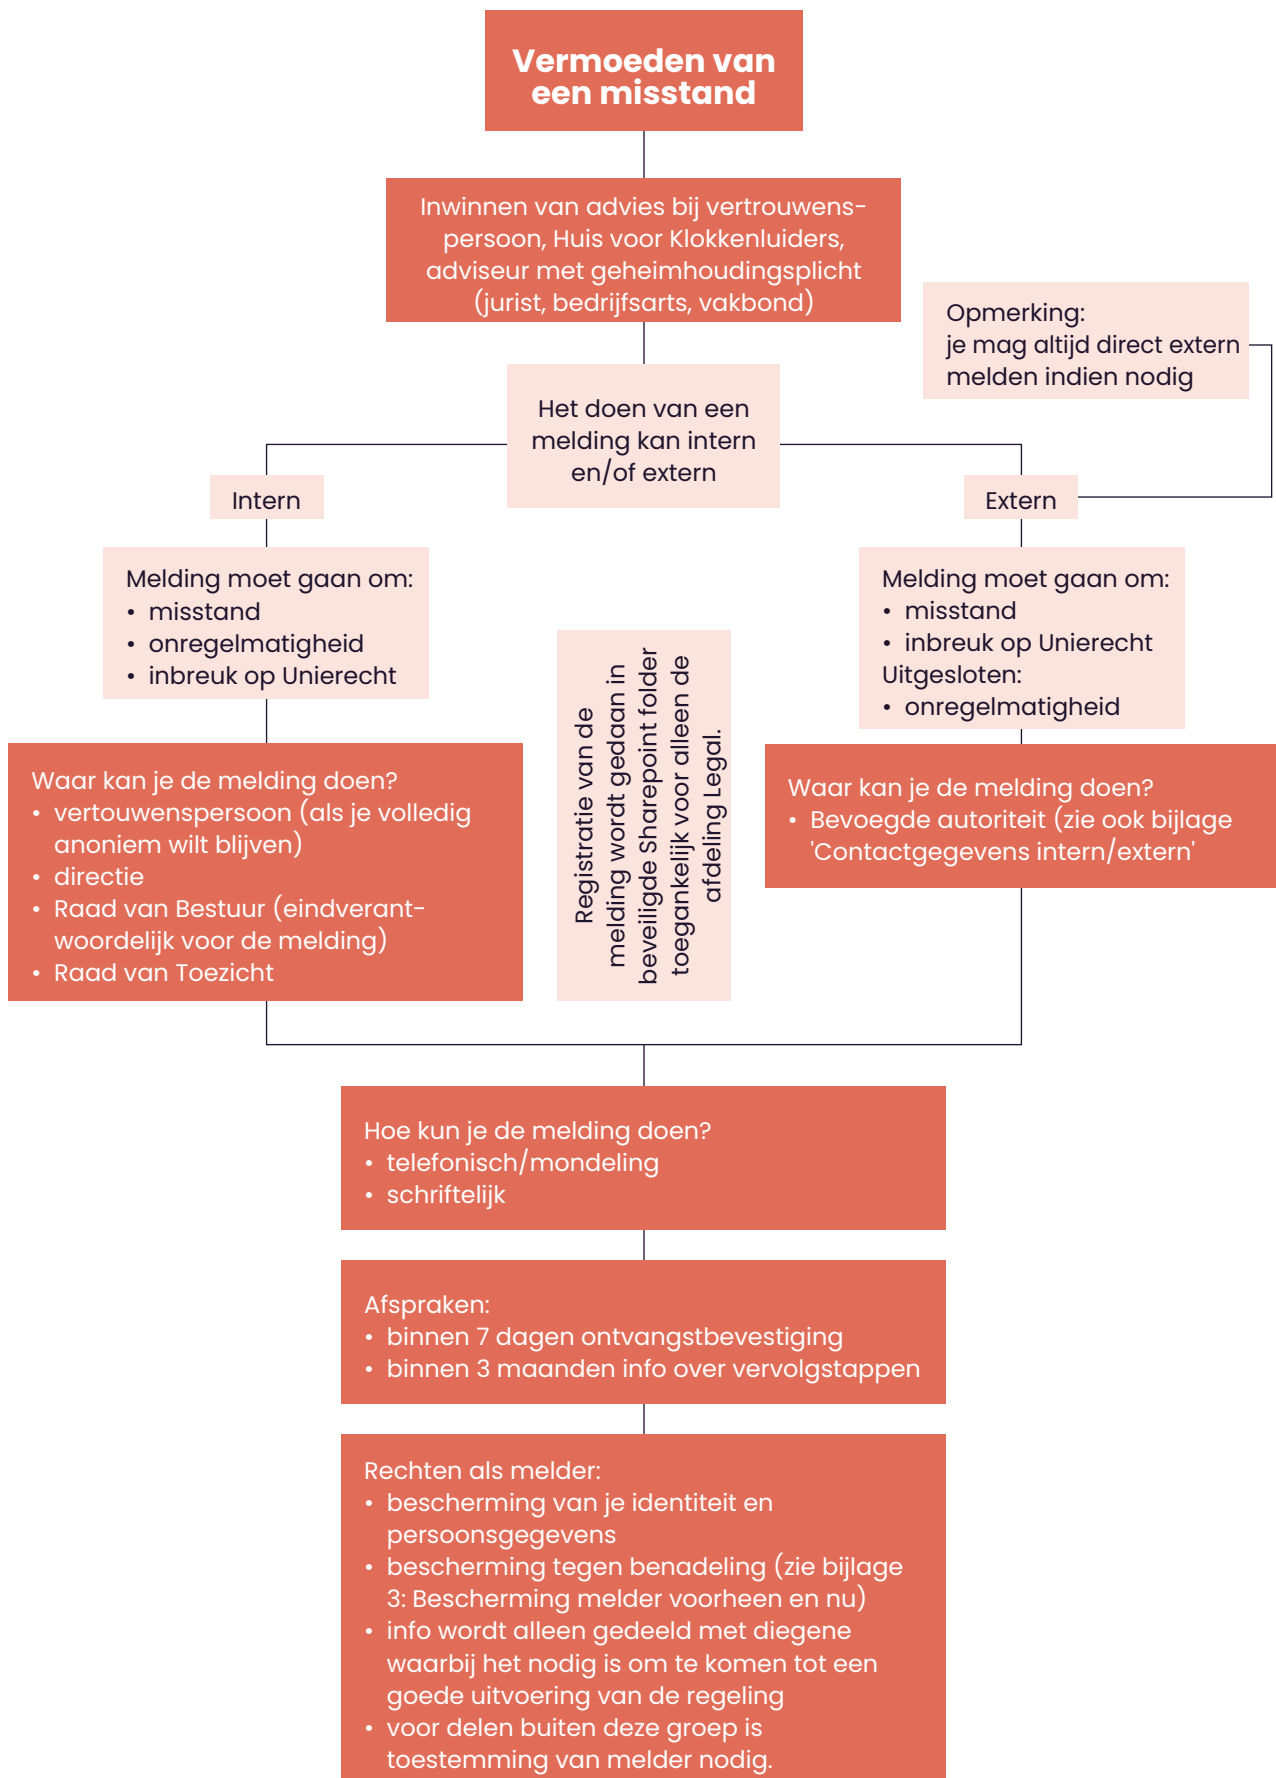 Vermoeden van
een misstand
Inwinnen van advies bij vertrouwens-
persoon, Huis voor Klokkenluiders,
adviseur met geheimhoudingsplicht
(jurist, bedrijfsarts, vakbond)
Opmerking:
je mag altijd direct extern
melden indien nodig
Het doen van een
melding kan intern
en/of extern
Intern
Extern
Melding moet gaan om:
• misstand
• onregelmatigheid
• inbreuk op Unierecht
Melding moet gaan om:
• misstand
• inbreuk op Unierecht
Uitgesloten:
• onregelmatigheid
Registratie van de
melding wordt gedaan in
beveiligde Sharepoint folder
toegankelijk voor alleen de
afdeling Legal.
Waar kan je de melding doen?
• vertouwenspersoon (als je volledig
anoniem wilt blijven)
• directie
• Raad van Bestuur (eindverant-
woordelijk voor de melding)
• Raad van Toezicht
Waar kan je de melding doen?
• Bevoegde autoriteit (zie ook bijlage
'Contactgegevens intern/extern'
Hoe kun je de melding doen?
• telefonisch/mondeling
• schriftelijk
Afspraken:
• binnen 7 dagen ontvangstbevestiging
• binnen 3 maanden info over vervolgstappen
Rechten als melder:
• bescherming van je identiteit en
persoonsgegevens
• bescherming tegen benadeling (zie bijlage
3: Bescherming melder voorheen en nu)
• info wordt alleen gedeeld met diegene
waarbij het nodig is om te komen tot een
goede uitvoering van de regeling
• voor delen buiten deze groep is
toestemming van melder nodig.